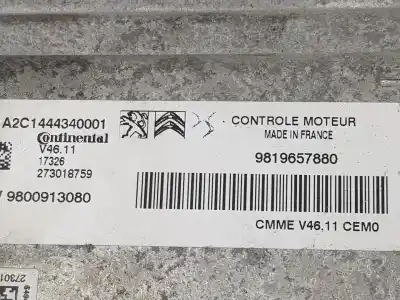 A2C1444340001
Continental
V46.11
17326
273018759
9800913080
CONTROLE MOTEUR
MADE IN FRANCE
9819657880
CMME V46.11 CEM0